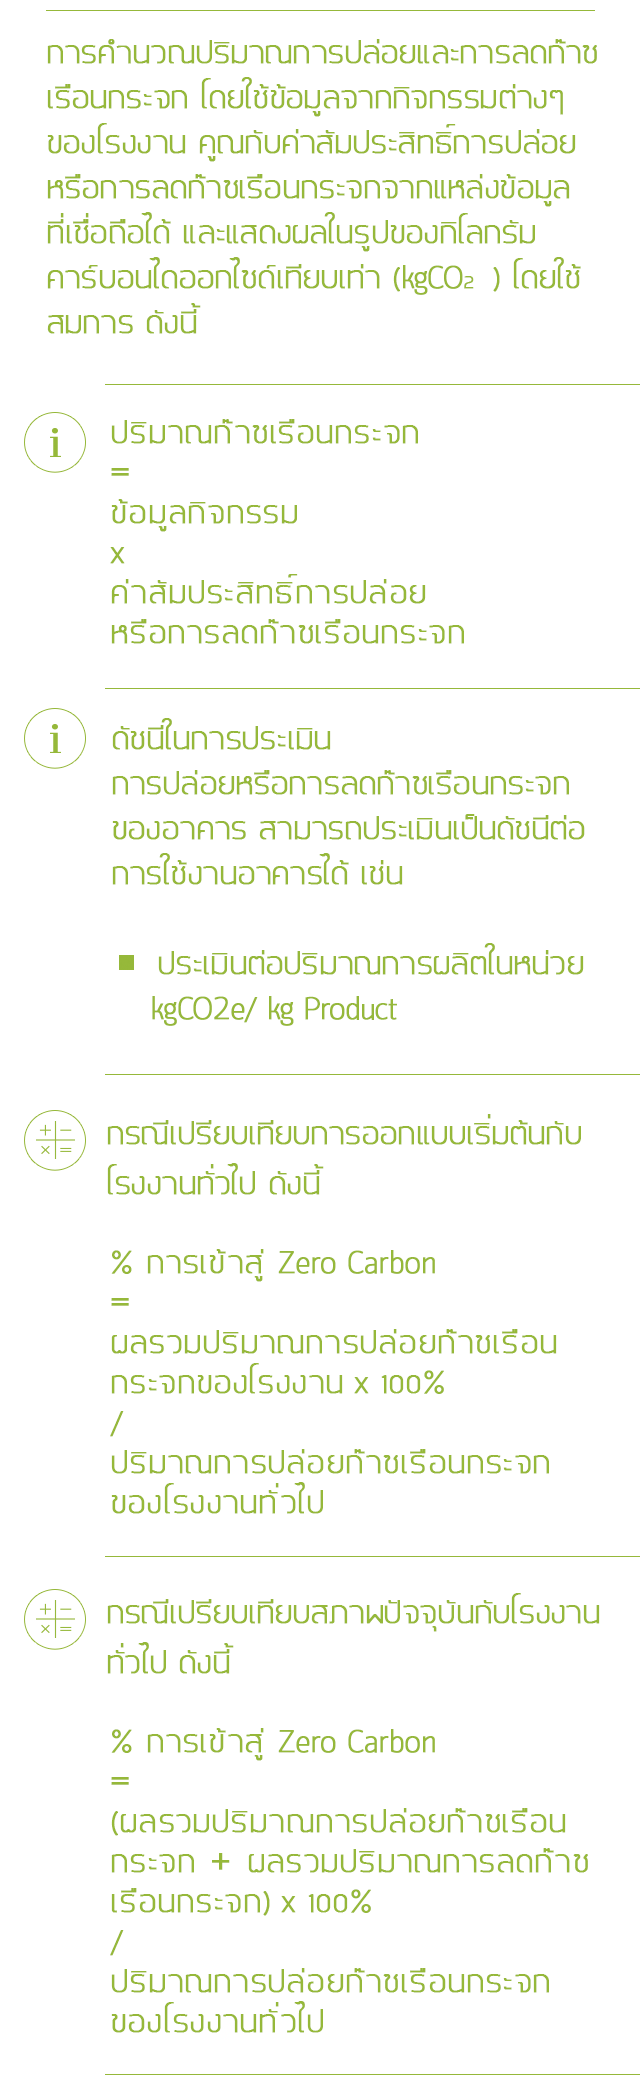 การคำนวณปริมาณการปล่อยและการลดก๊าซ
เรือนกระจก โดยใช้ข้อมูลจากกิจกรรมต่างๆ
ของโรงงาน คูณกับค่าสัมประสิทธิ์การปล่อย
หรือการลดก๊าซเรือนกระจกจากแหล่งข้อมูล
ที่เชื่อถือได้ และแสดงผลในรูปของกิโลกรัม
คาร์บอนไดออกไซด์เทียบเท่า (kgCO₂ ) โดยใช้
สมการ ดังนี้
i
ปริมาณก๊าซเรือนกระจก
=
ข้อมูลกิจกรรม
x
ค่าสัมประสิทธิ์การปล่อย
หรือการลดก๊าซเรือนกระจก
i
ดัชนีในการประเมิน
การปล่อยหรือการลดก๊าซเรือนกระจก
ของอาคาร สามารถประเมินเป็นดัชนีต่อ
การใช้งานอาคารได้ เช่น
■ ประเมินต่อปริมาณการผลิตในหน่วย
kgCO2e/ kg Product
+ −
× =
กรณีเปรียบเทียบการออกแบบเริ่มต้นกับ
โรงงานทั่วไป ดังนี้
% การเข้าสู่ Zero Carbon
=
ผลรวมปริมาณการปล่อยก๊าซเรือน
กระจกของโรงงาน x 100%
/
ปริมาณการปล่อยก๊าซเรือนกระจก
ของโรงงานทั่วไป
+ −
× =
กรณีเปรียบเทียบสภาพปัจจุบันกับโรงงาน
ทั่วไป ดังนี้
% การเข้าสู่ Zero Carbon
=
(ผลรวมปริมาณการปล่อยก๊าซเรือน
กระจก + ผลรวมปริมาณการลดก๊าซ
เรือนกระจก) x 100%
/
ปริมาณการปล่อยก๊าซเรือนกระจก
ของโรงงานทั่วไป